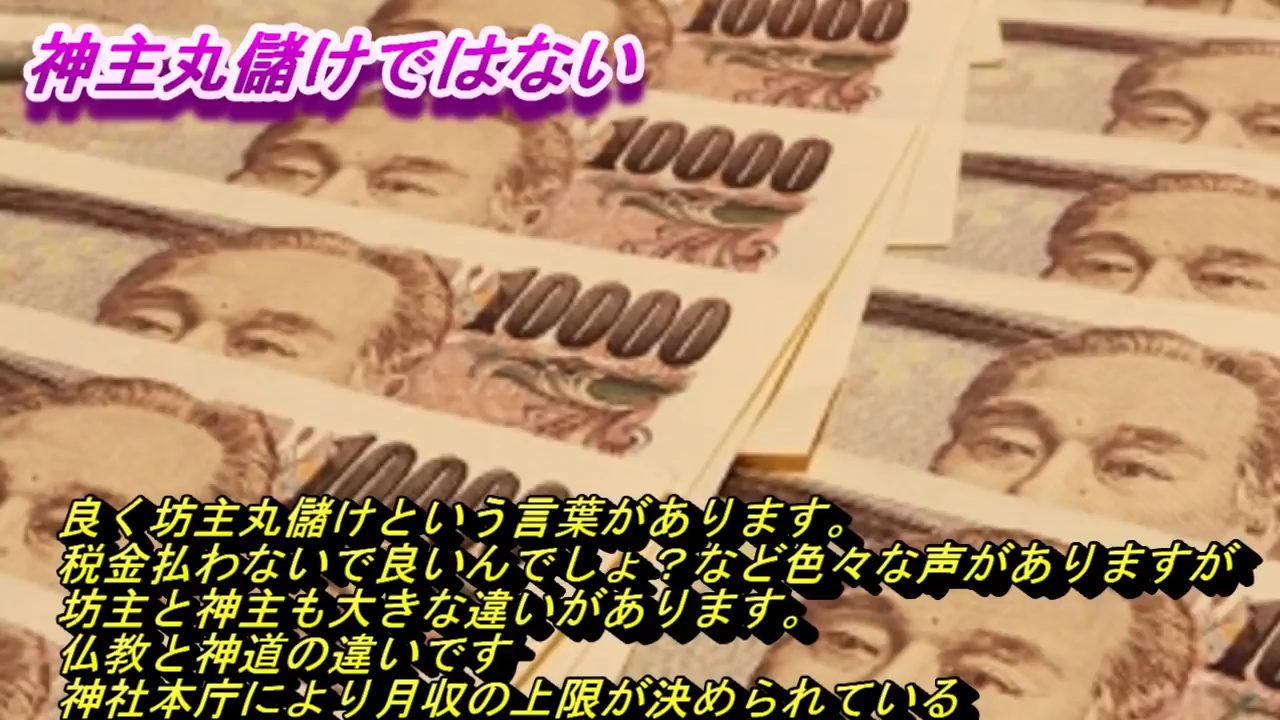 神主丸儲けではない
10000
10000
10000
10000
良く坊主丸儲けという言葉があります。
税金払わないで良いんでしょ？など色々な声がありますが
坊主と神主も大きな違いがあります。
仏教と神道の違いです
神社本庁により月収の上限が決められている